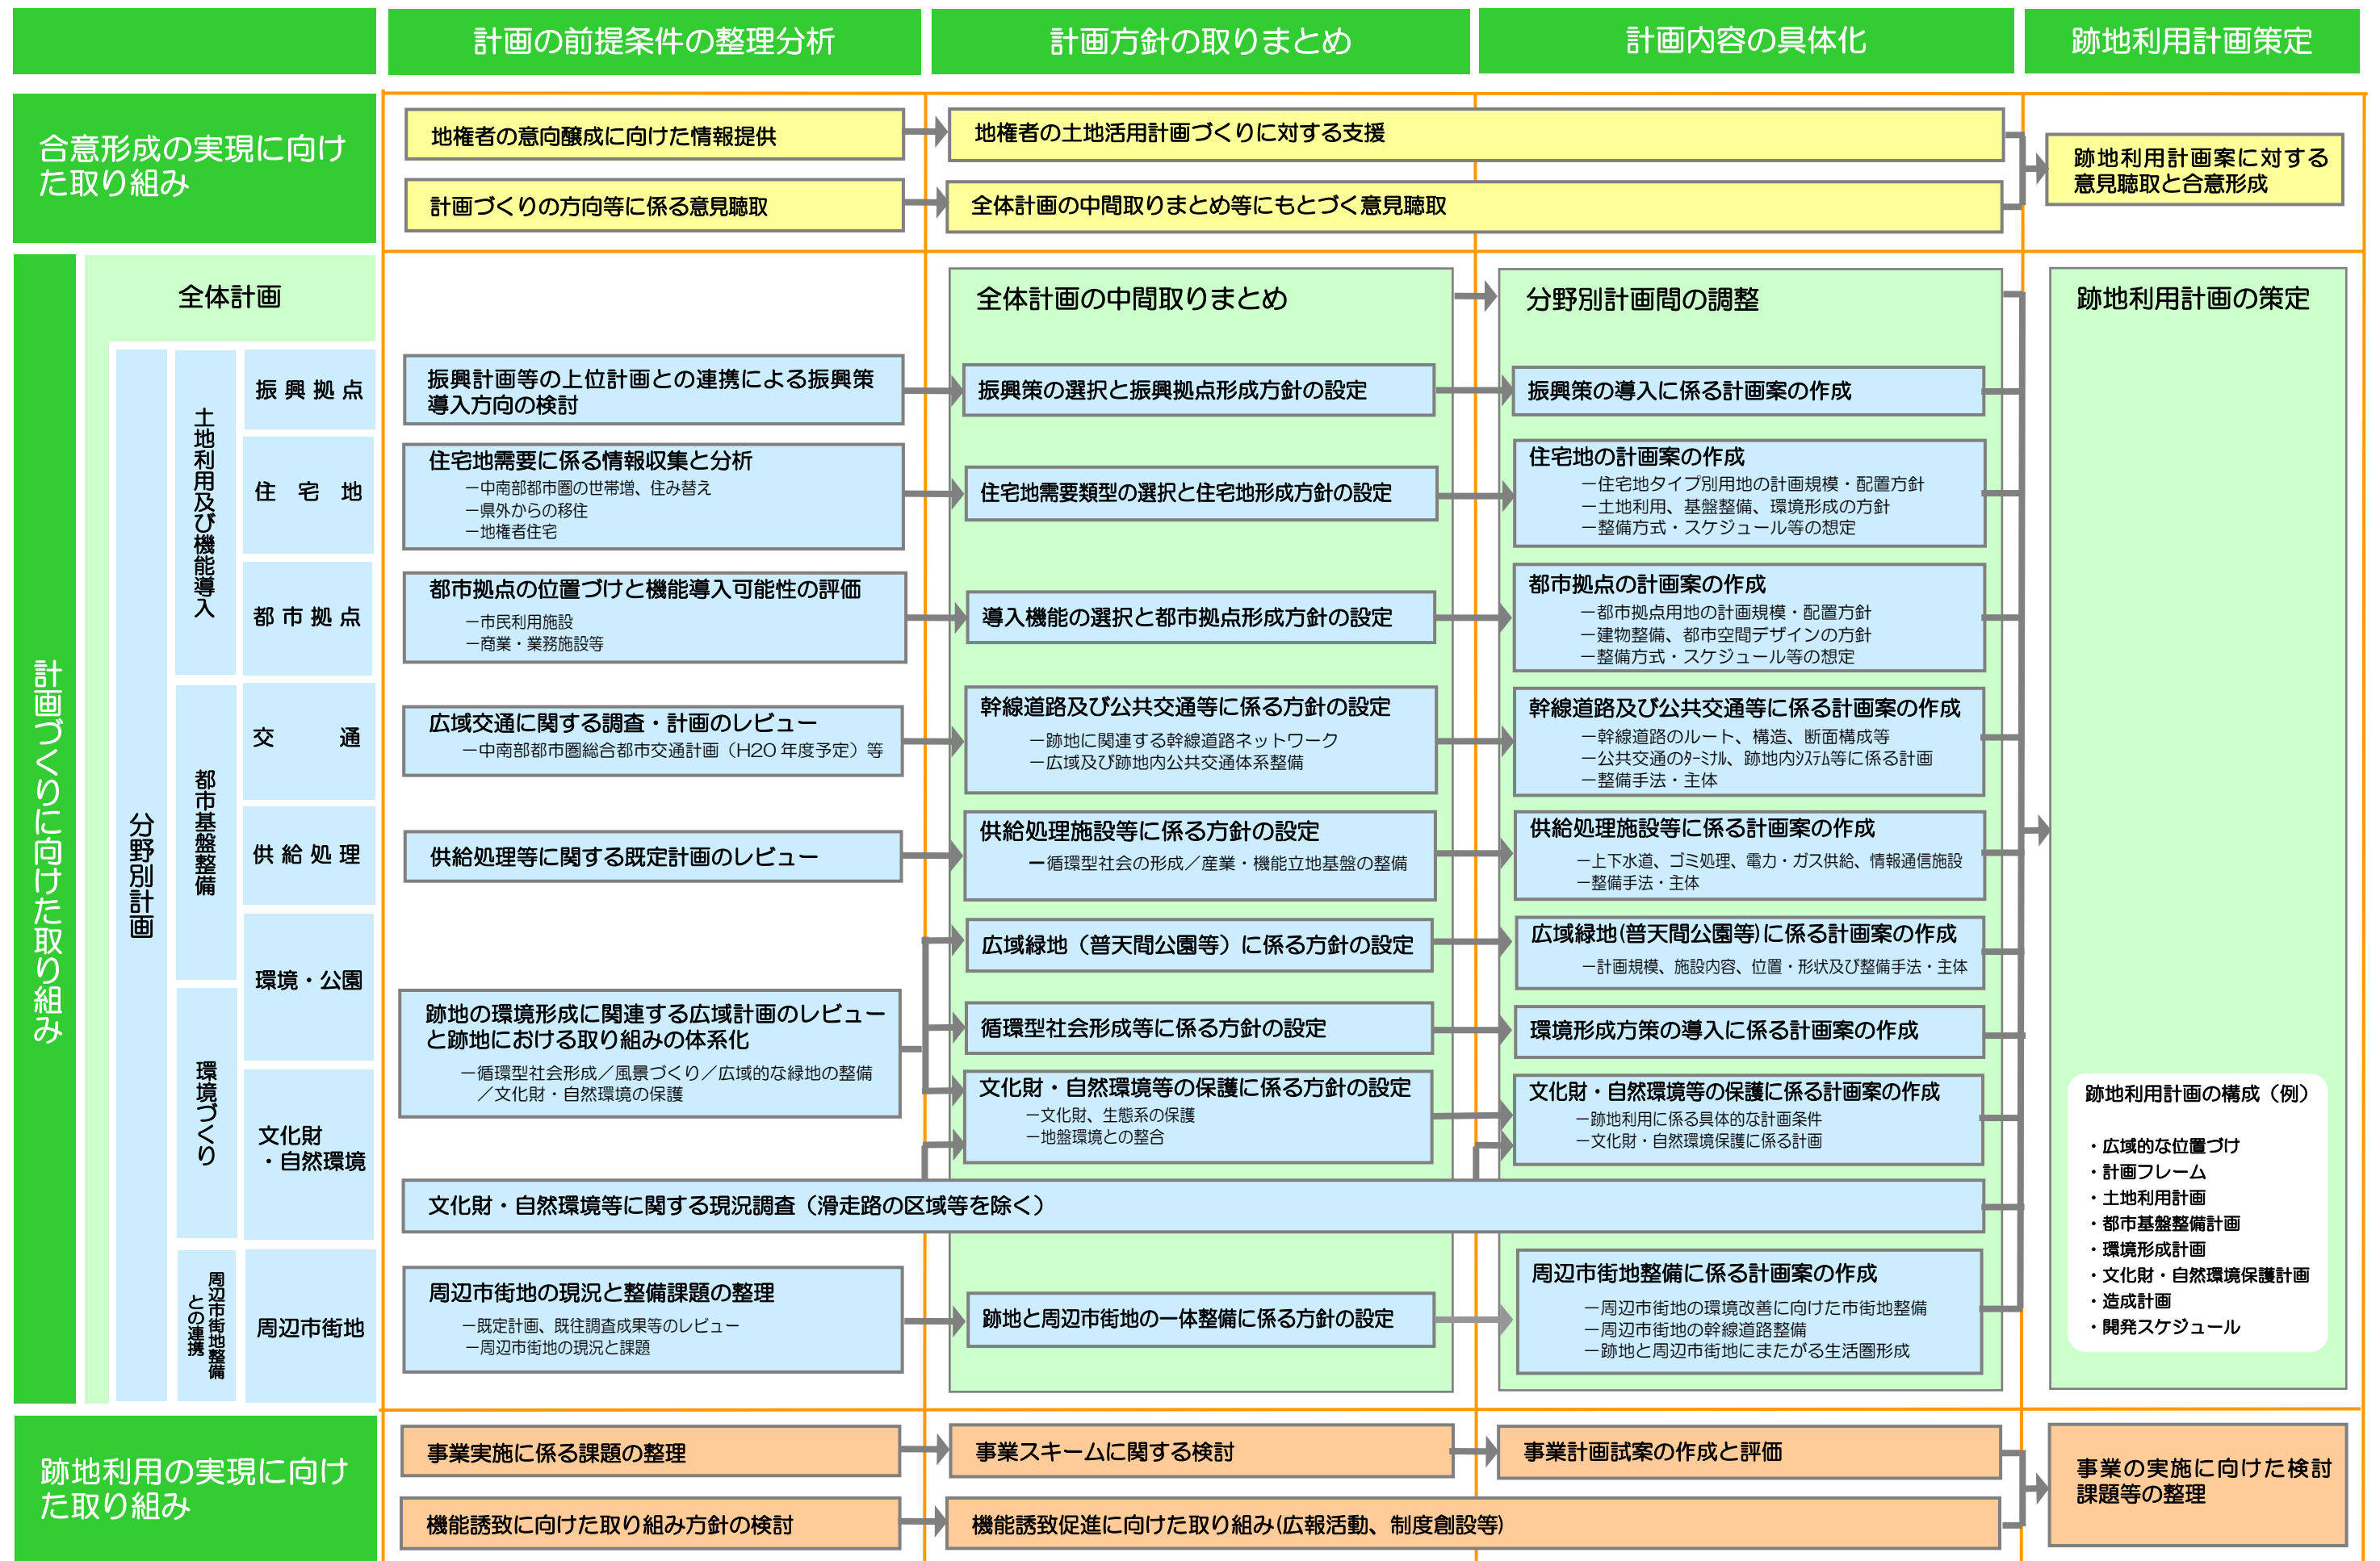 計画の前提条件の整理分析
計画方針の取りまとめ
計画内容の具体化
跡地利用計画策定
合意形成の実現に向け
た取り組み
地権者の意向醸成に向けた情報提供
地権者の土地活用計画づくりに対する支援
計画づくりの方向等に係る意見聴取
全体計画の中間取りまとめ等にもとづく意見聴取
跡地利用計画案に対する
意見聴取と合意形成
計画づくりに向けた取り組み
全体計画
全体計画の中間取りまとめ
分野別計画間の調整
跡地利用計画の策定
分野別計画
土地利用及び機能導入
振興拠点
振興計画等の上位計画との連携による振興策
導入方向の検討
振興策の選択と振興拠点形成方針の設定
振興策の導入に係る計画案の作成
住宅地
住宅地需要に係る情報収集と分析
－中南部都市圏の世帯増、住み替え
－県外からの移住
－地権者住宅
住宅地需要類型の選択と住宅地形成方針の設定
住宅地の計画案の作成
－住宅地タイプ別用地の計画規模・配置方針
－土地利用、基盤整備、環境形成の方針
－整備方式・スケジュール等の想定
都市拠点
都市拠点の位置づけと機能導入可能性の評価
－市民利用施設
－商業・業務施設等
導入機能の選択と都市拠点形成方針の設定
都市拠点の計画案の作成
－都市拠点用地の計画規模・配置方針
－建物整備、都市空間デザインの方針
－整備方式・スケジュール等の想定
都市基盤整備
交通
広域交通に関する調査・計画のレビュー
－中南部都市圏総合都市交通計画（H20年度予定）等
幹線道路及び公共交通等に係る方針の設定
－跡地に関連する幹線道路ネットワーク
－広域及び跡地内公共交通体系整備
幹線道路及び公共交通等に係る計画案の作成
－幹線道路のルート、構造、断面構成等
－公共交通のﾀｰﾐﾅﾙ、跡地内ｼｽﾃﾑ等に係る計画
－整備手法・主体
供給処理
供給処理等に関する既定計画のレビュー
供給処理施設等に係る方針の設定
－循環型社会の形成／産業・機能立地基盤の整備
供給処理施設等に係る計画案の作成
－上下水道、ゴミ処理、電力・ガス供給、情報通信施設
－整備手法・主体
環境・公園
環境づくり
跡地の環境形成に関連する広域計画のレビュー
と跡地における取り組みの体系化
－循環型社会形成／風景づくり／広域的な緑地の整備
／文化財・自然環境の保護
広域緑地（普天間公園等）に係る方針の設定
広域緑地(普天間公園等)に係る計画案の作成
－計画規模、施設内容、位置・形状及び整備手法・主体
循環型社会形成等に係る方針の設定
環境形成方策の導入に係る計画案の作成
文化財
・自然環境
文化財・自然環境等の保護に係る方針の設定
－文化財、生態系の保護
－地盤環境との整合
文化財・自然環境等の保護に係る計画案の作成
－跡地利用に係る具体的な計画条件
－文化財・自然環境保護に係る計画
文化財・自然環境等に関する現況調査（滑走路の区域等を除く）
周辺市街地整備
との連携
周辺市街地
周辺市街地の現況と整備課題の整理
－既定計画、既往調査成果等のレビュー
－周辺市街地の現況と課題
跡地と周辺市街地の一体整備に係る方針の設定
周辺市街地整備に係る計画案の作成
－周辺市街地の環境改善に向けた市街地整備
－周辺市街地の幹線道路整備
－跡地と周辺市街地にまたがる生活圏形成
跡地利用計画の構成（例）
・広域的な位置づけ
・計画フレーム
・土地利用計画
・都市基盤整備計画
・環境形成計画
・文化財・自然環境保護計画
・造成計画
・開発スケジュール
跡地利用の実現に向け
た取り組み
事業実施に係る課題の整理
事業スキームに関する検討
事業計画試案の作成と評価
機能誘致に向けた取り組み方針の検討
機能誘致促進に向けた取り組み(広報活動、制度創設等)
事業の実施に向けた検討
課題等の整理